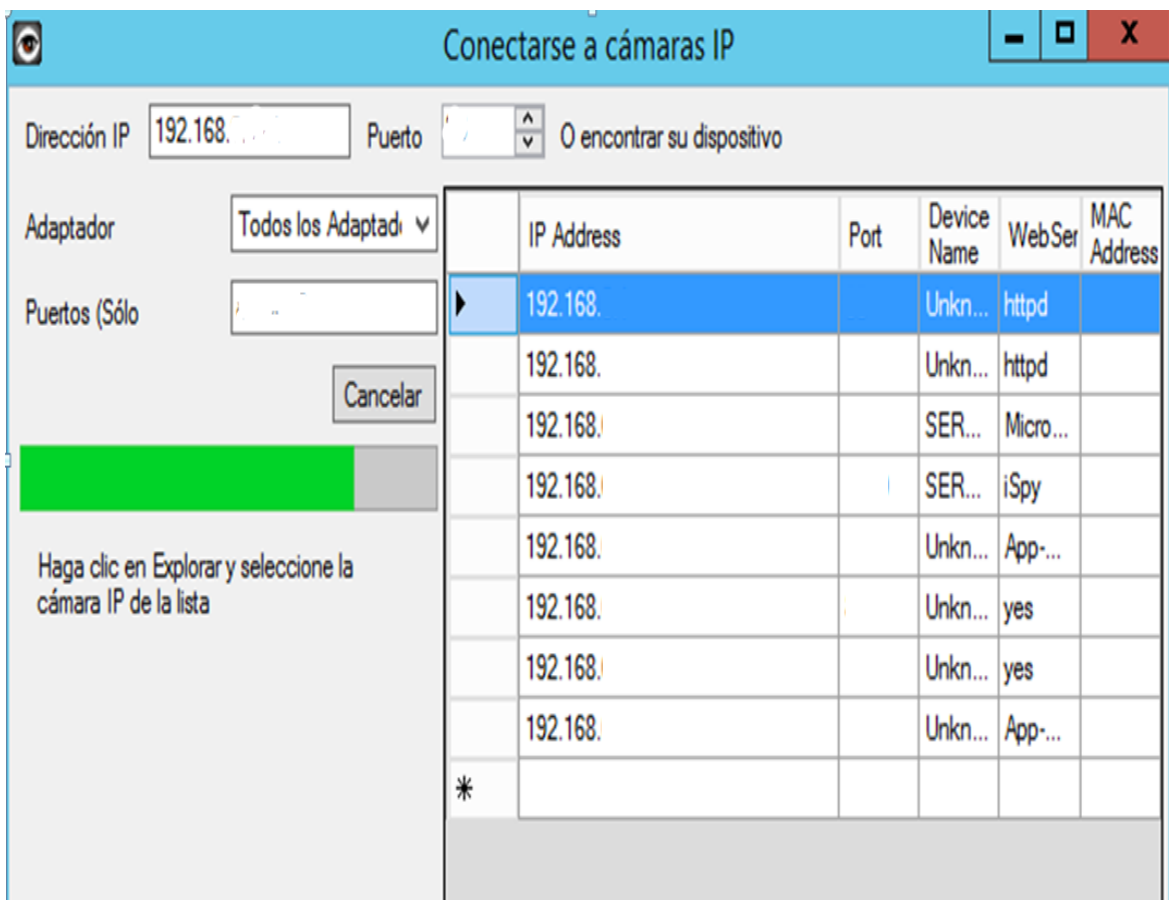 Conectarse a cámaras IP
Dirección IP 192.168. Puerto O encontrar su dispositivo
Adaptador Todos los Adaptad
Puertos (Sólo
Cancelar
Haga clic en Explorar y seleccione la
cámara IP de la lista
IP Address Port Device Name WebSer MAC Address
192.168. Unkn... httpd
192.168. Unkn... httpd
192.168. SER... Micro...
192.168. SER... iSpy
192.168. Unkn... App-...
192.168. Unkn... yes
192.168. Unkn... yes
192.168. Unkn... App-...